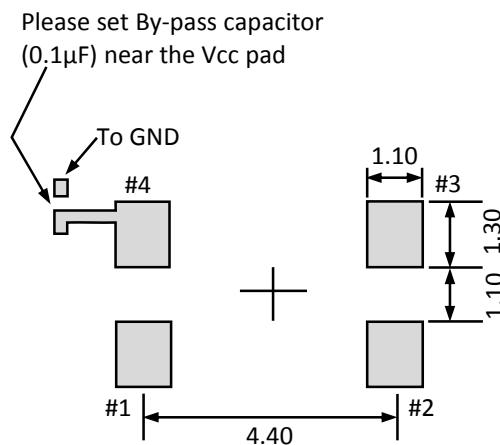 Please set By-pass capacitor
(0.1µF) near the Vcc pad
To GND
1.10
#4
#3
1.30
1.10
#1
#2
4.40